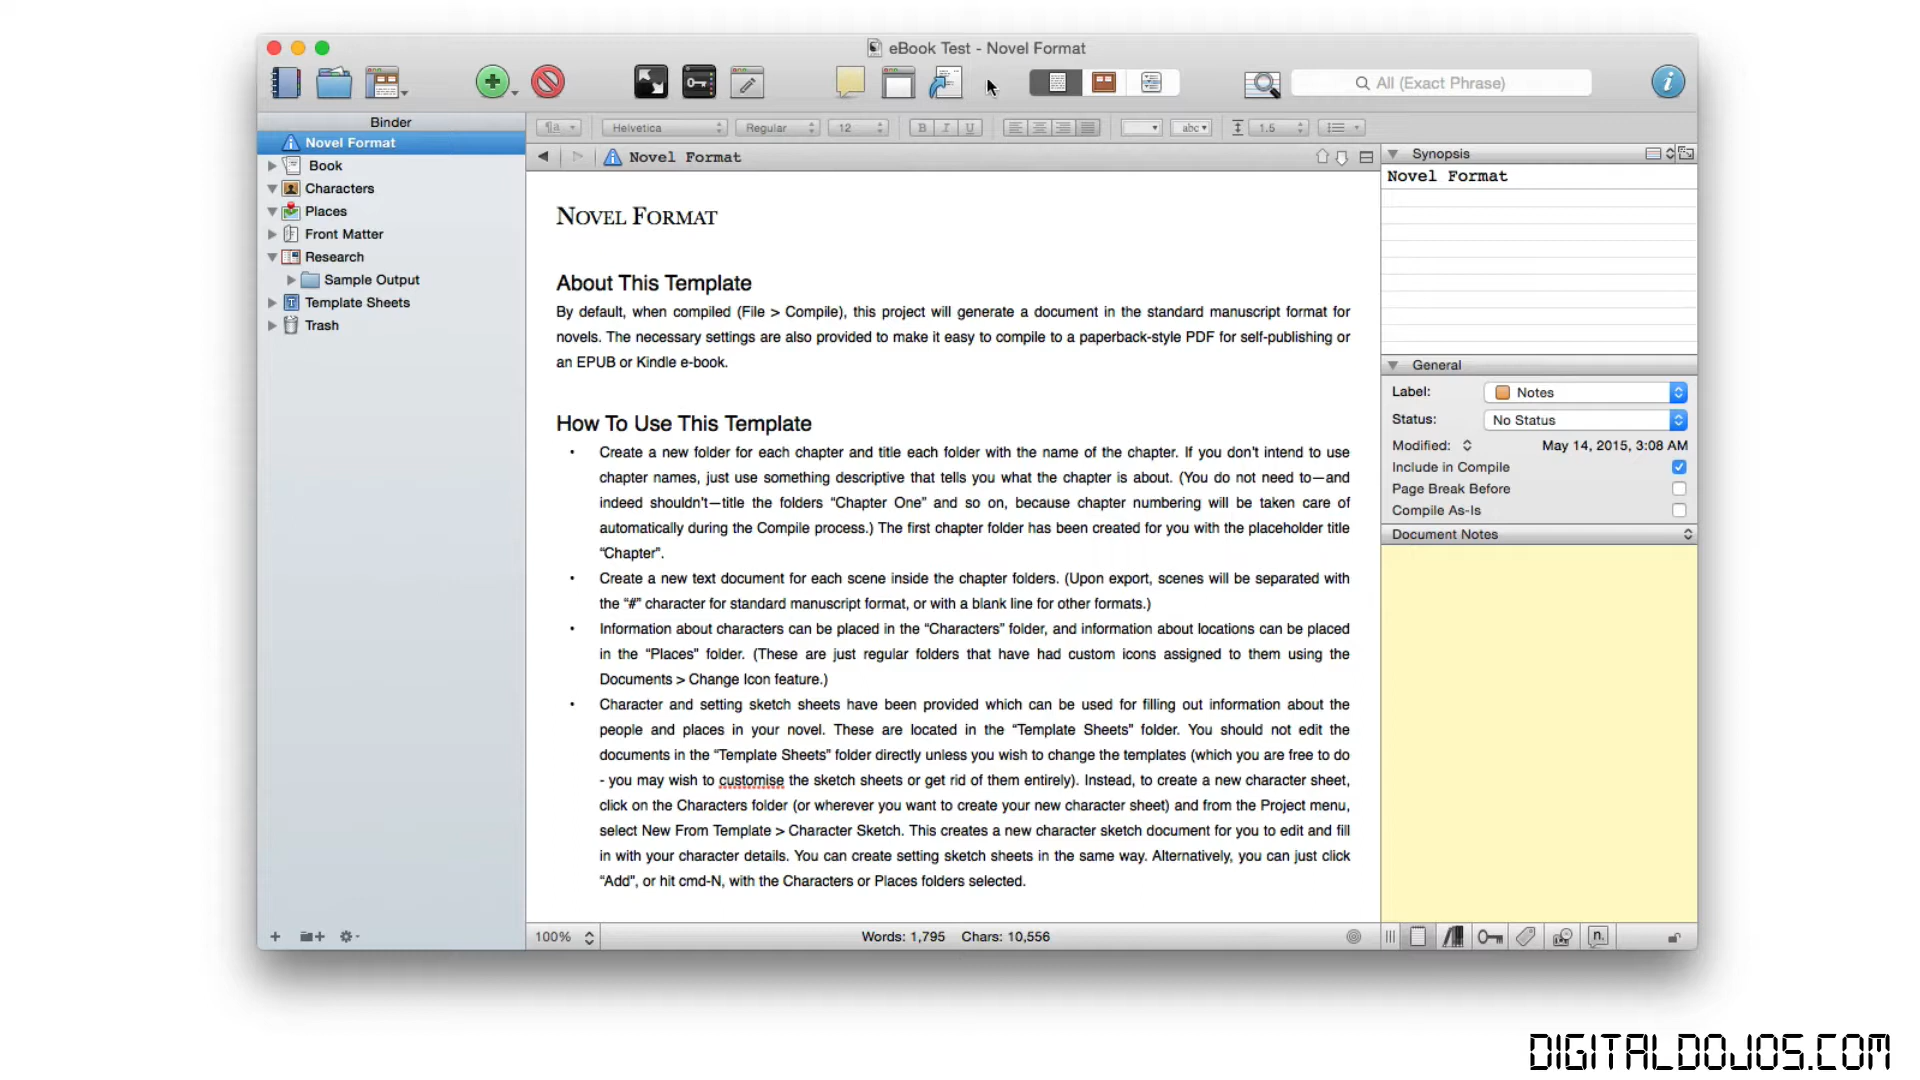 eBook Test - Novel Format
All (Exact Phrase)
Binder
Helvetica
Regular
12
B I U
abc
1.5
Novel Format
Book
Characters
Places
Front Matter
Research
Sample Output
Template Sheets
Trash
Novel Format
NOVEL FORMAT
About This Template
By default, when compiled (File > Compile), this project will generate a document in the standard manuscript format for
novels. The necessary settings are also provided to make it easy to compile to a paperback-style PDF for self-publishing or
an EPUB or Kindle e-book.
How To Use This Template
• Create a new folder for each chapter and title each folder with the name of the chapter. If you don’t intend to use
chapter names, just use something descriptive that tells you what the chapter is about. (You do not need to—and
indeed shouldn’t—title the folders “Chapter One” and so on, because chapter numbering will be taken care of
automatically during the Compile process.) The first chapter folder has been created for you with the placeholder title
“Chapter”.
• Create a new text document for each scene inside the chapter folders. (Upon export, scenes will be separated with
the “#” character for standard manuscript format, or with a blank line for other formats.)
• Information about characters can be placed in the “Characters” folder, and information about locations can be placed
in the “Places” folder. (These are just regular folders that have had custom icons assigned to them using the
Documents > Change Icon feature.)
• Character and setting sketch sheets have been provided which can be used for filling out information about the
people and places in your novel. These are located in the “Template Sheets” folder. You should not edit the
documents in the “Template Sheets” folder directly unless you wish to change the templates (which you are free to do
- you may wish to customise the sketch sheets or get rid of them entirely). Instead, to create a new character sheet,
click on the Characters folder (or wherever you want to create your new character sheet) and from the Project menu,
select New From Template > Character Sketch. This creates a new character sketch document for you to edit and fill
in with your character details. You can create setting sketch sheets in the same way. Alternatively, you can just click
“Add”, or hit cmd-N, with the Characters or Places folders selected.
100%
Words: 1,795 Chars: 10,556
Synopsis
Novel Format
General
Label: Notes
Status: No Status
Modified: May 14, 2015, 3:08 AM
Include in Compile
Page Break Before
Compile As-Is
Document Notes
DIGITALDOJOS.COM